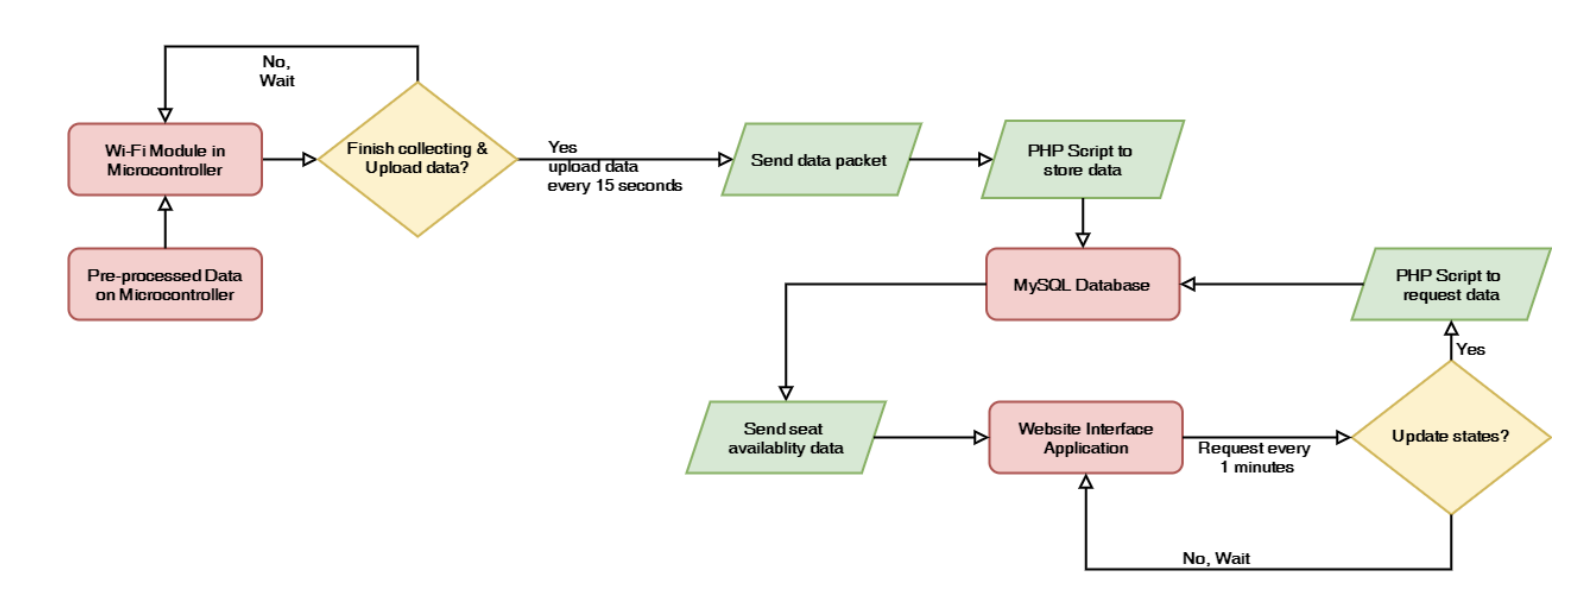 No,
Wait
Wi-Fi Module in
Microcontroller
Finish collecting &
Upload data?
Yes
upload data
every 15 seconds
Send data packet
PHP Script to
store data
Pre-processed Data
on Microcontroller
MySQL Database
PHP Script to
request data
Yes
Send seat
availablity data
Website Interface
Application
Request every
1 minutes
Update states?
No, Wait